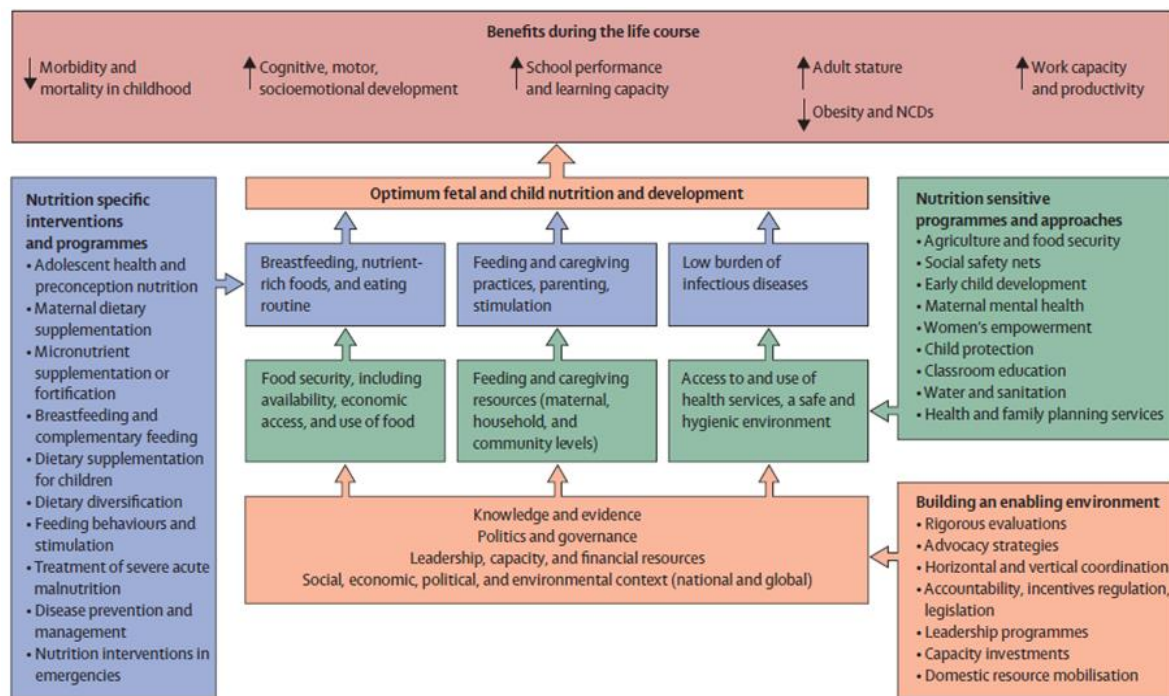 Benefits during the life course
Morbidity and
mortality in childhood
Cognitive, motor,
socioemotional development
School performance
and learning capacity
Adult stature
Obesity and NCDs
Work capacity
and productivity
Nutrition specific
interventions
and programmes
• Adolescent health and
preconception nutrition
• Maternal dietary
supplementation
• Micronutrient
supplementation or
fortification
• Breastfeeding and
complementary feeding
• Dietary supplementation
for children
• Dietary diversification
• Feeding behaviours and
stimulation
• Treatment of severe acute
malnutrition
• Disease prevention and
management
• Nutrition interventions in
emergencies
Optimum fetal and child nutrition and development
Breastfeeding, nutrient-
rich foods, and eating
routine
Feeding and caregiving
practices, parenting,
stimulation
Low burden of
infectious diseases
Food security, including
availability, economic
access, and use of food
Feeding and caregiving
resources (maternal,
household, and
community levels)
Access to and use of
health services, a safe and
hygienic environment
Knowledge and evidence
Politics and governance
Leadership, capacity, and financial resources
Social, economic, political, and environmental context (national and global)
Nutrition sensitive
programmes and approaches
• Agriculture and food security
• Social safety nets
• Early child development
• Maternal mental health
• Women's empowerment
• Child protection
• Classroom education
• Water and sanitation
• Health and family planning services
Building an enabling environment
• Rigorous evaluations
• Advocacy strategies
• Horizontal and vertical coordination
• Accountability, incentives regulation,
legislation
• Leadership programmes
• Capacity investments
• Domestic resource mobilisation